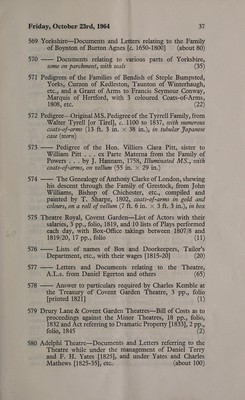 Friday, October 23rd, 1964 37
569 Yorkshire—Documents and Letters relating to the Family
of Boynton of Burton Agnes [c. 1650-1800] (about 80)
570 —— Documents relating to various parts of Yorkshire,
some on parchment, with seals (35)
571 Pedigrees of the Families of Bendish of Steple Bumpsted,
Yorks, Curzon of Kedleston, Taunton of Winterhaugh,
etc., and a Grant of Arms to Francis Seymour Conway,
Marquis of Hertford, with 3 coloured Coats-of-Arms,
1808, etc. (22)
572 Pedigree—Original MS. Pedigree of the Tyrrell Family, from
Walter Tyrell [or Tirel], c. 1100 to 1637, with numerous
coats-of-arms (13 ft. 3 in. × 38 in.), in tubular Japanese
case (worn)
573 —— Pedigree of the Hon. Villiers Clara Pitt, sister to
William Pitt . . . ex Parte Materna from the Family of
Powers . . . by J. Hannam, 1758, Illuminated MS., with
coats-of-arms, on vellum (55 in. × 29 in.)
574 —— The Genealogy of Anthony Clarke of London, shewing
his descent through the Family of Grestock, from John
Williams, Bishop of Chichester, etc., compiled and
painted by T. Sharpe, 1802, coats-of-arms in gold and
colours, on a roll of vellum (7 ft. 6 in. × 3 ft. 3 in.), in box
575 Theatre Royal, Covent Garden—List of Actors with their
salaries, 3 pp., folio, 1819, and 10 lists of Plays performed
each day, with Box-Office takings between 1807/8 and
1819/20, 17 pp., folio (11)
576 —— Lists of names of Box and Doorkeepers, Tailor's
Department, etc., with their wages [1815-20] (20)
577 —— Letters and Documents relating to the Theatre,
A.L.s. from Daniel Egerton and others (65)
578 —— Answer to particulars required by Charles Kemble at
the Treasury of Covent Garden Theatre, 3 pp., folio
[printed 1821] (1)
579 Drury Lane & Covent Garden Theatres—Bill of Costs as to
proceedings against the Minor Theatres, 18 pp., folio,
1832 and Act referring to Dramatic Property [1833], 2 pp.,
folio, 1845 (2)
580 Adelphi Theatre—Documents and Letters referring to the
Theatre while under the management of Daniel Terry
and F. H. Yates [1825], and under Yates and Charles
Mathews [1825-35], etc. (about 100)